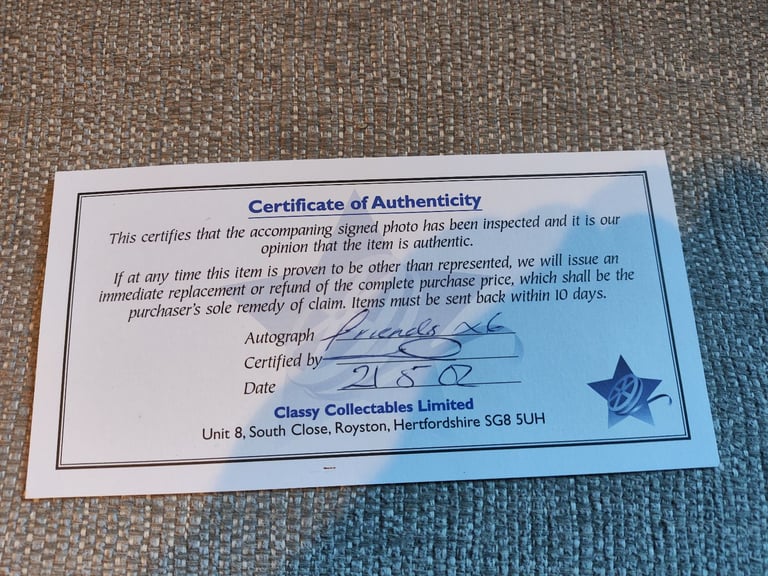 Certificate of Authenticity
This certifies that the accompaning signed photo has been inspected and it is our
opinion that the item is authentic.
If at any time this item is proven to be other than represented, we will issue an
immediate replacement or refund of the complete purchase price, which shall be the
purchaser's sole remedy of claim. Items must be sent back within 10 days.
Autograph friends x6
Certified by
Date 21 5 02
Classy Collectables Limited
Unit 8, South Close, Royston, Hertfordshire SG8 5UH